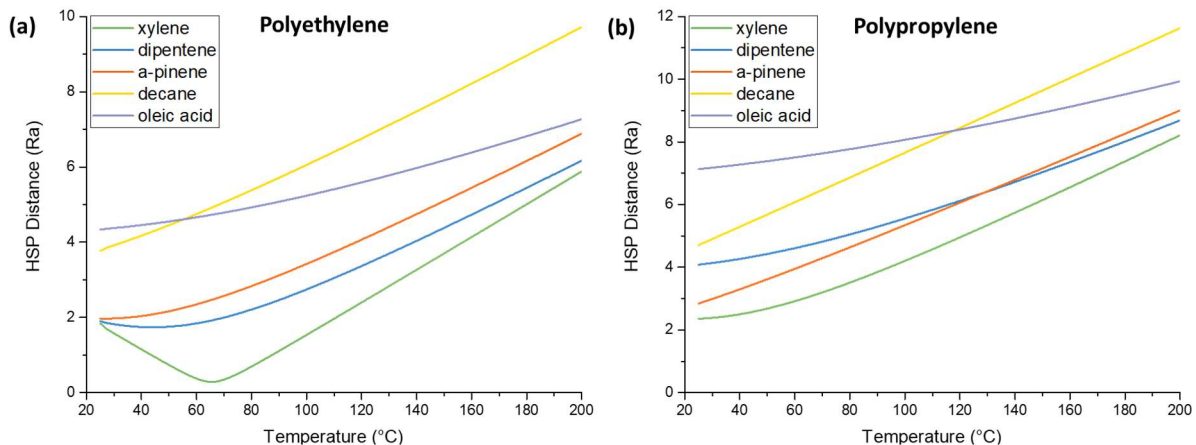 (a)
Polyethylene
xylene
dipentene
a-pinene
decane
oleic acid
HSP Distance (Ra)
10
8
6
4
2
0
20 40 60 80 100 120 140 160 180 200
Temperature (°C)
(b)
Polypropylene
xylene
dipentene
a-pinene
decane
oleic acid
HSP Distance (Ra)
12
10
8
6
4
2
0
20 40 60 80 100 120 140 160 180 200
Temperature (°C)